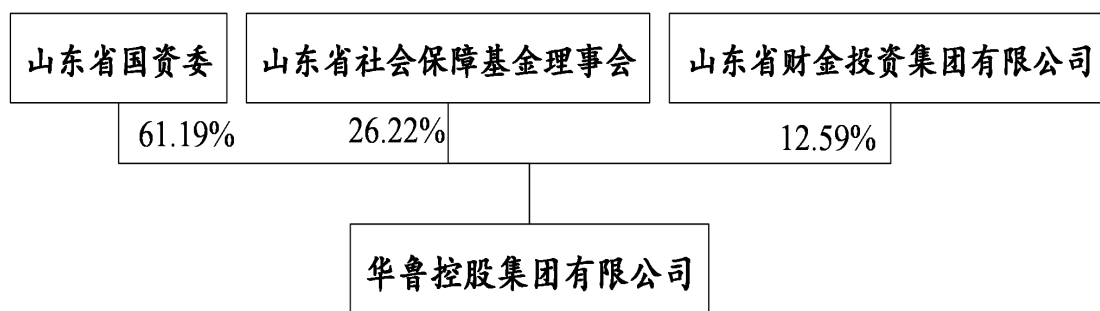 山东省国资委
山东省社会保障基金理事会
山东省财金投资集团有限公司
61.19%
26.22%
12.59%
华鲁控股集团有限公司